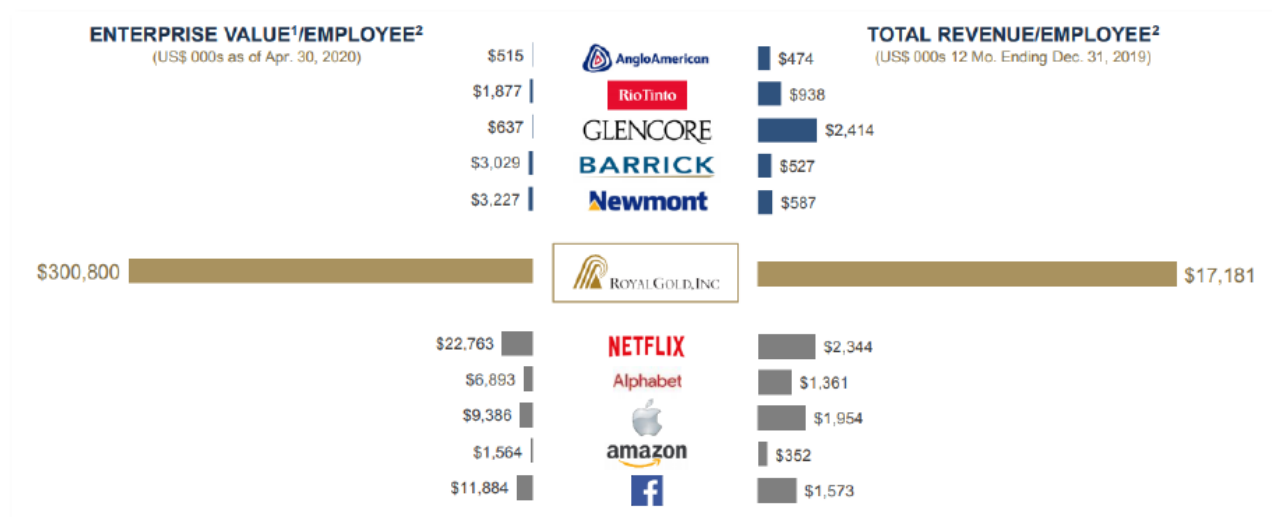 ENTERPRISE VALUE¹/EMPLOYEE²
(US$ 000s as of Apr. 30, 2020)
TOTAL REVENUE/EMPLOYEE²
(US$ 000s 12 Mo. Ending Dec. 31, 2019)
$515 AngloAmerican $474
$1,877 RioTinto $938
$637 GLENCORE $2,414
$3,029 BARRICK $527
$3,227 Newmont $587
$300,800 ROYAL GOLD, INC $17,181
$22,763 NETFLIX $2,344
$6,893 Alphabet $1,361
$9,386 $1,954
$1,564 amazon $352
$11,884 f $1,573